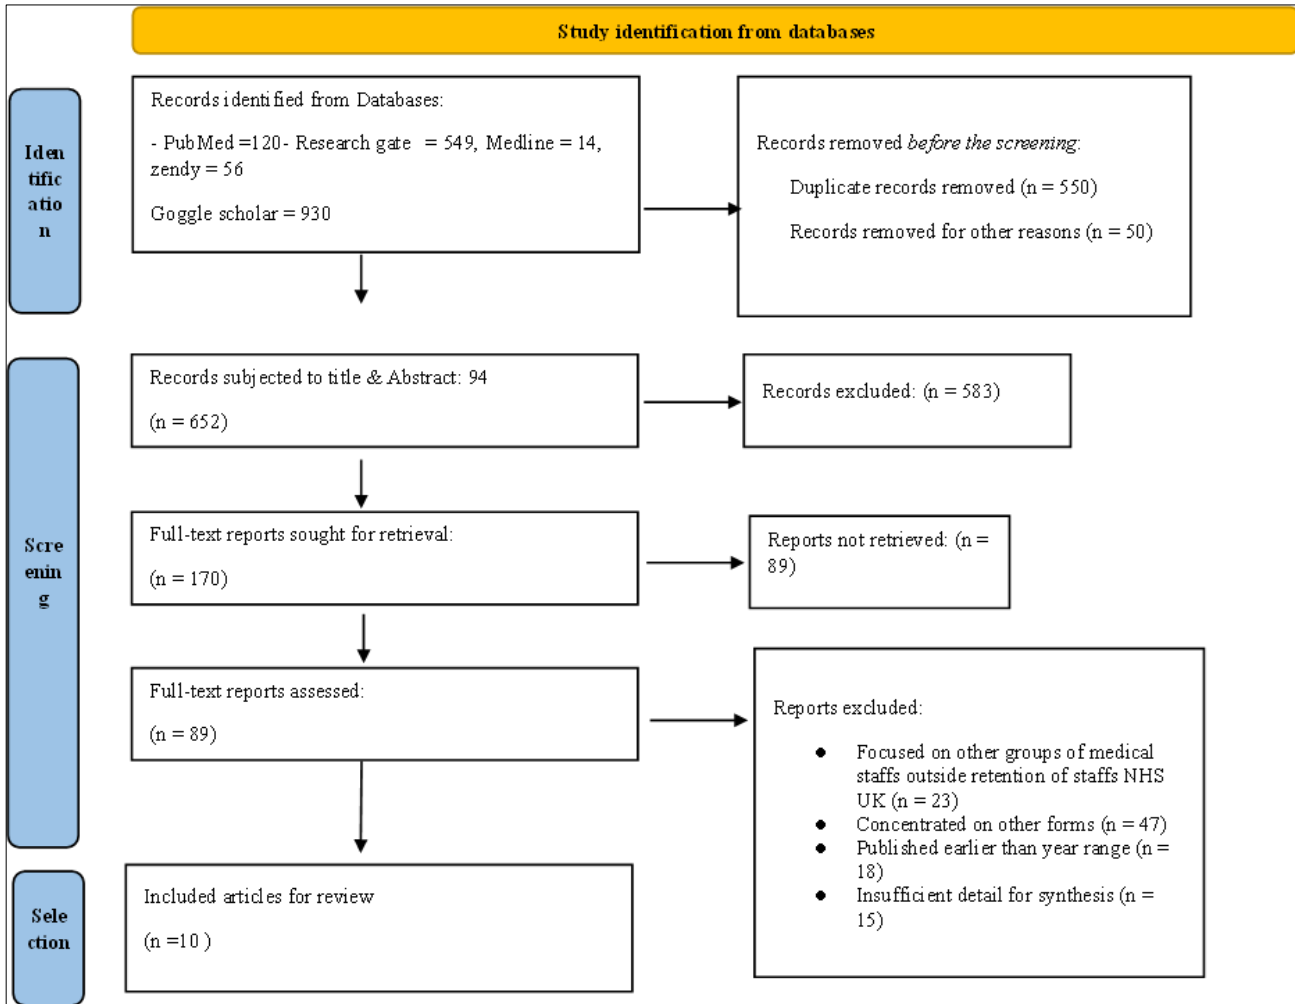 Study identification from databases
Iden
tific
atio
n
Records identified from Databases:
- PubMed =120- Research gate = 549, Medline = 14,
zendy = 56
Goggle scholar = 930
Records removed before the screening:
Duplicate records removed (n = 550)
Records removed for other reasons (n = 50)
Scre
enin
g
Records subjected to title & Abstract: 94
(n = 652)
Records excluded: (n = 583)
Full-text reports sought for retrieval:
(n = 170)
Reports not retrieved: (n =
89)
Full-text reports assessed:
(n = 89)
Reports excluded:
● Focused on other groups of medical
staffs outside retention of staffs NHS
UK (n = 23)
● Concentrated on other forms (n = 47)
● Published earlier than year range (n =
18)
● Insufficient detail for synthesis (n =
15)
Sele
ction
Included articles for review
(n =10 )